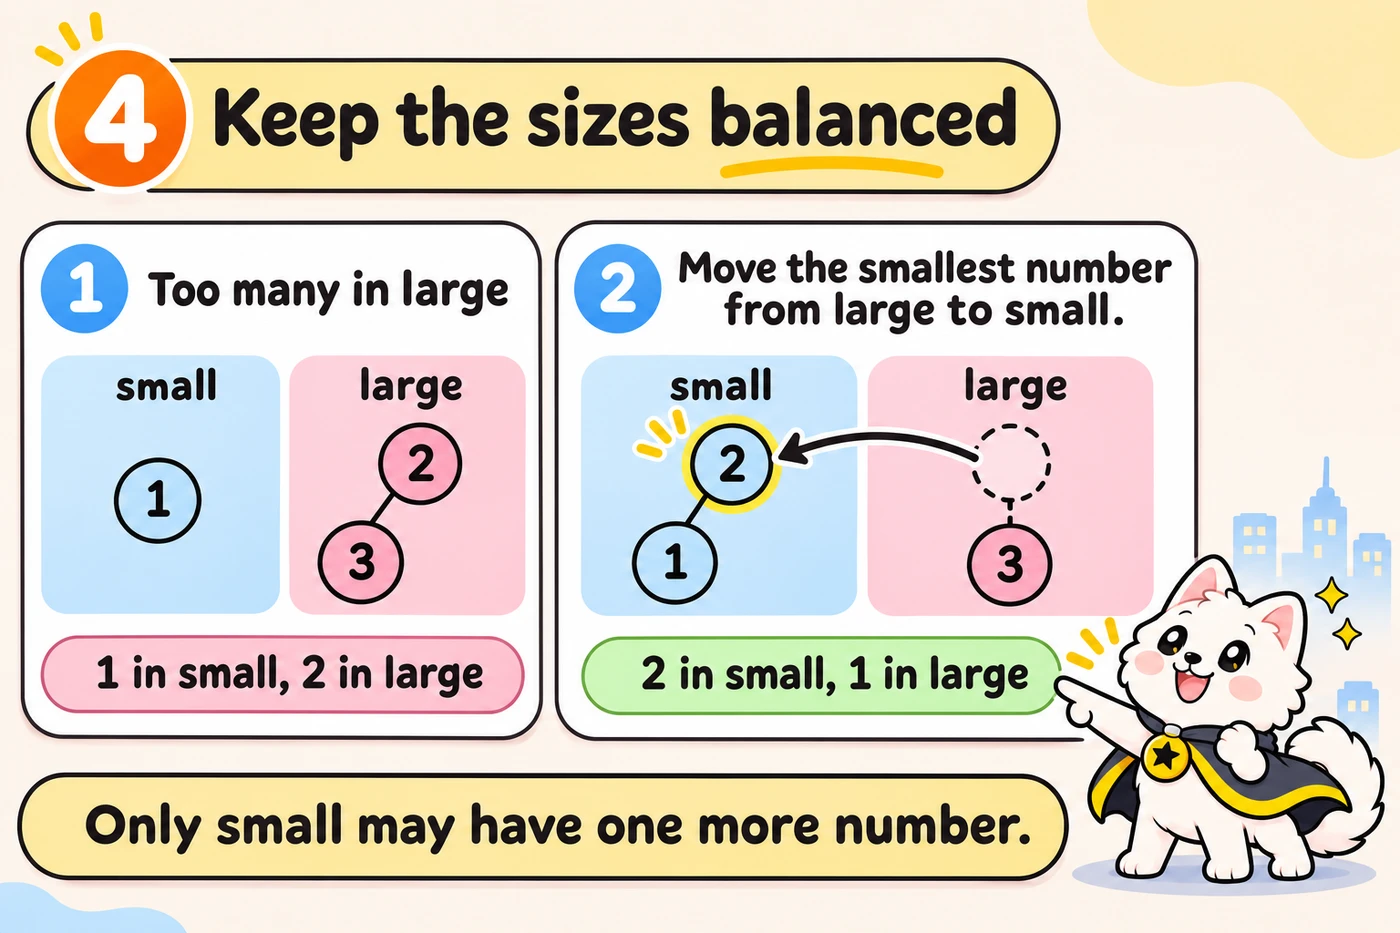 4
Keep the sizes balanced
1
Too many in large
small
large
1
2
3
1 in small, 2 in large
2
Move the smallest number
from large to small.
small
large
2
1
3
2 in small, 1 in large
Only small may have one more number.